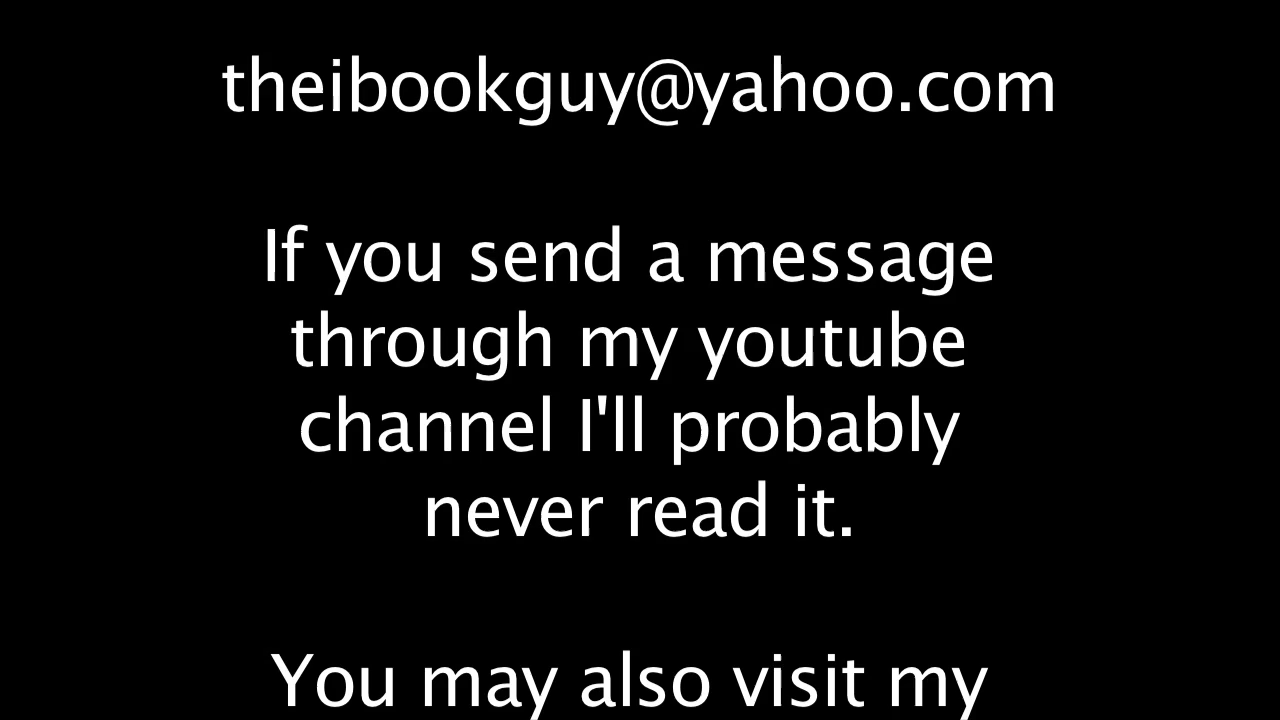 theibookguy@yahoo.com
If you send a message
through my youtube
channel I'll probably
never read it.
You may also visit my